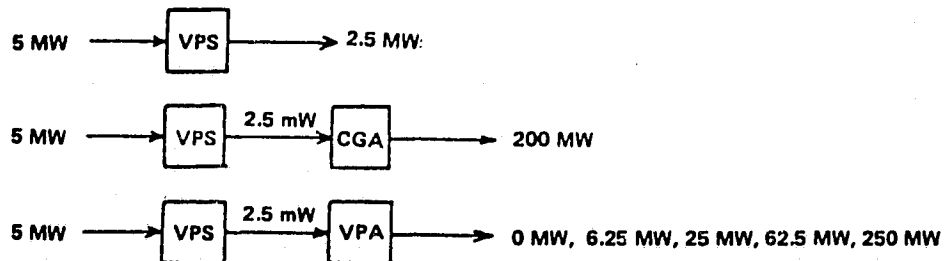 5 MW VPS 2.5 MW
2.5 mW
5 MW VPS CGA 200 MW
2.5 mW
5 MW VPS VPA 0 MW, 6.25 MW, 25 MW, 62.5 MW, 250 MW